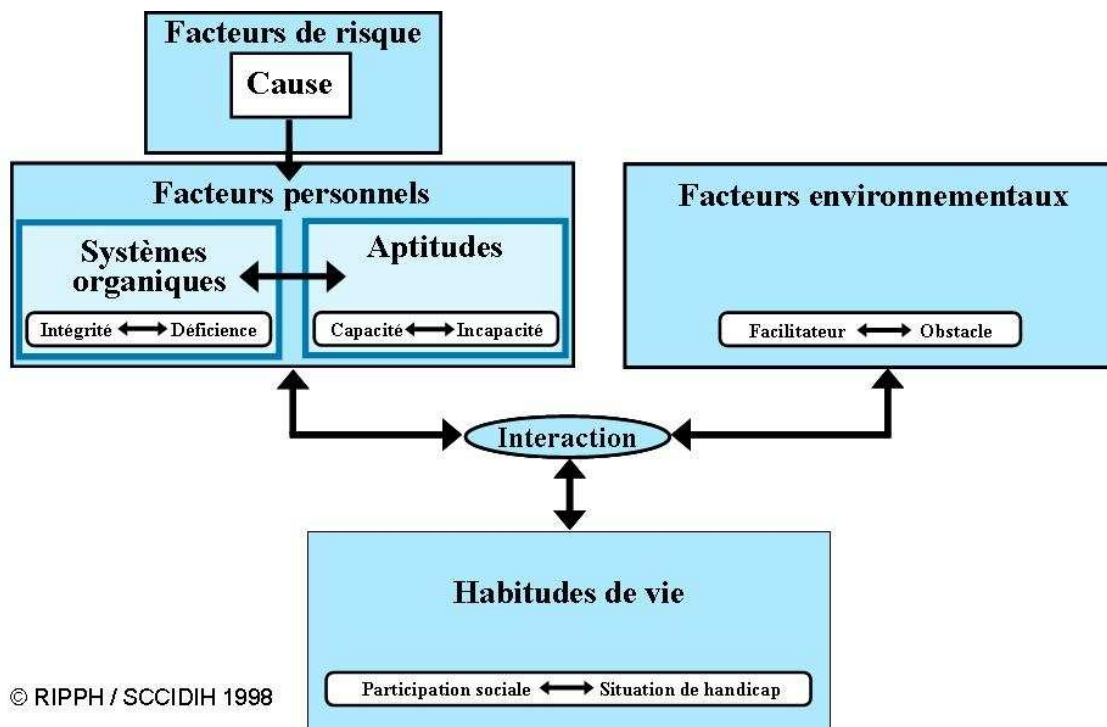 Facteurs de risque
Cause
Facteurs personnels
Systèmes
organiques
Intégrité Déficience
Aptitudes
Capacité Incapacité
Facteurs environnementaux
Facilitateur Obstacle
Interaction
Habitudes de vie
Participation sociale Situation de handicap
© RIPPH / SCCIDIH 1998